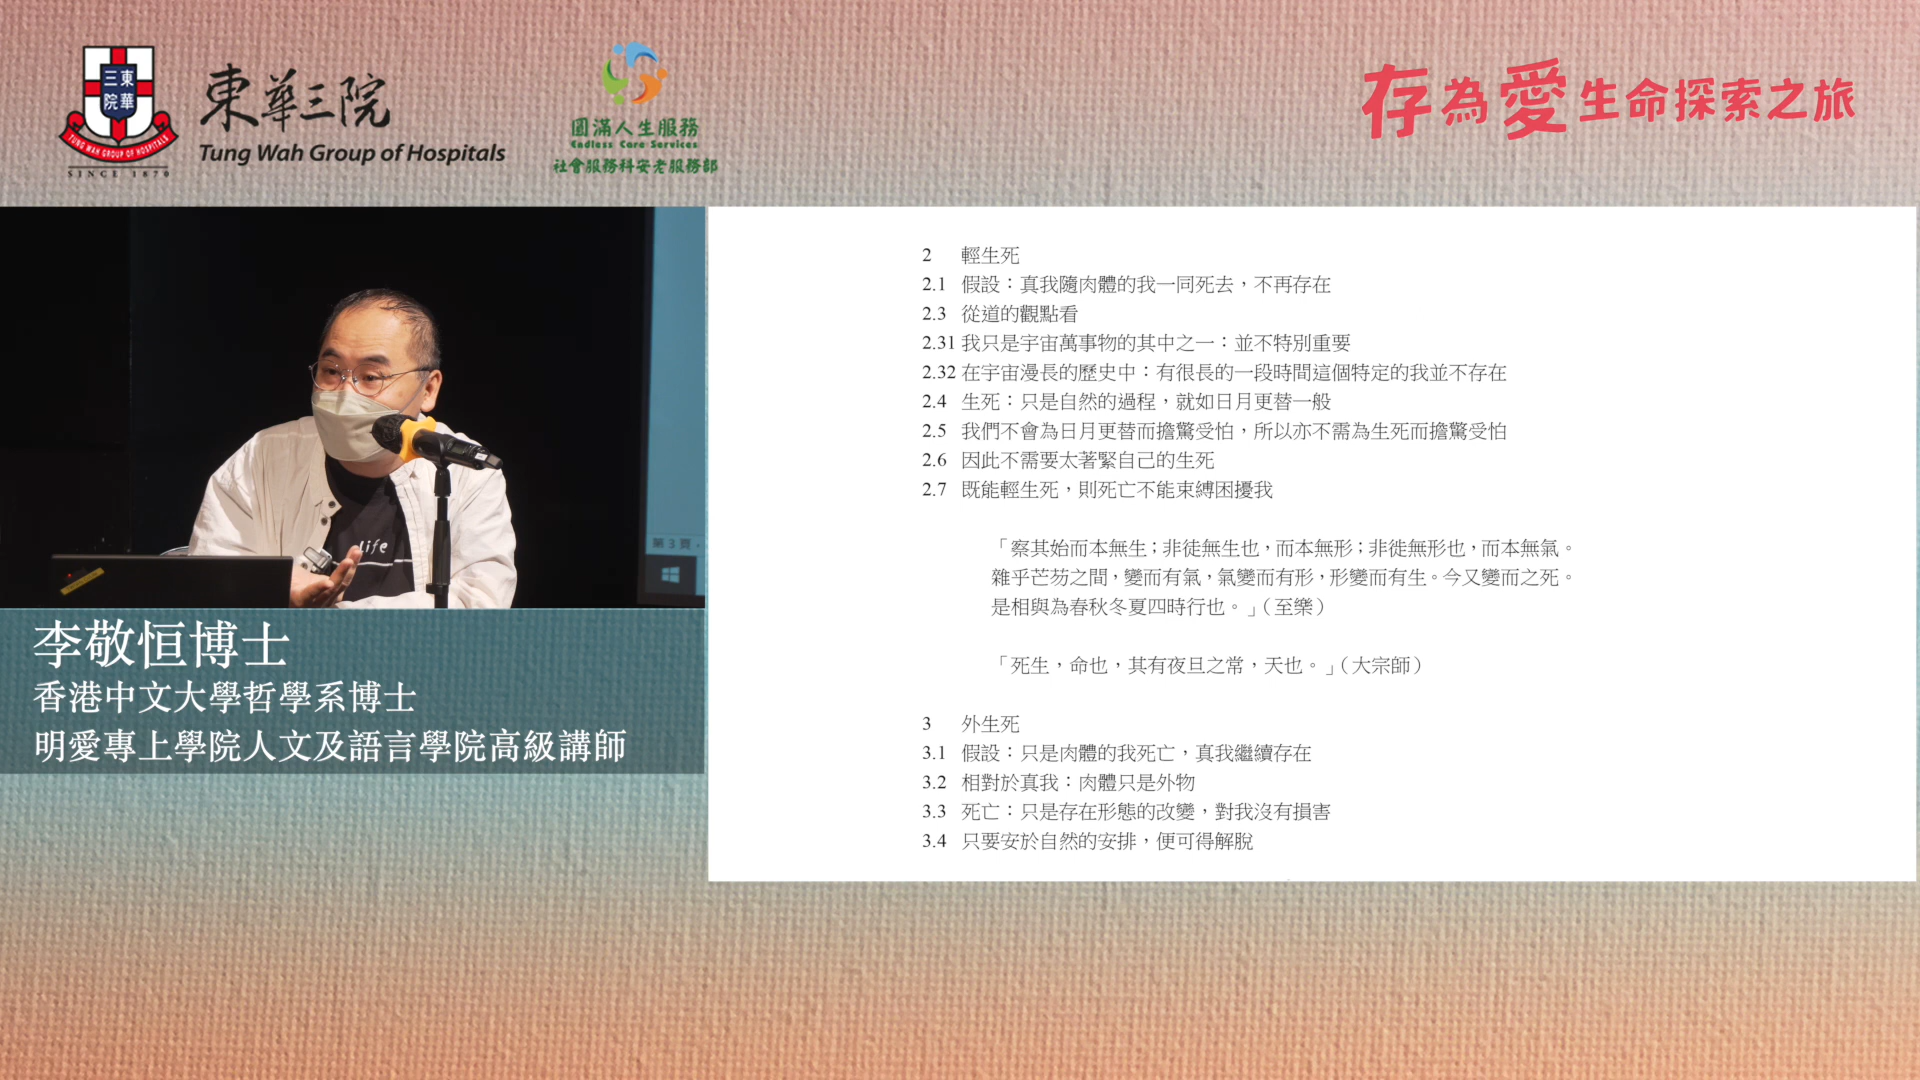 三東
院華
TUNG WAH GROUP OF HOSPITALS
SINCE 1870
東華三院
Tung Wah Group of Hospitals
圓滿人生服務
Endless Care Services
社會服務科安老服務部
存為愛生命探索之旅
life
第 3 頁，
李敬恒博士
香港中文大學哲學系博士
明愛專上學院人文及語言學院高級講師
2 輕生死
2.1 假設：真我隨肉體的我一同死去，不再存在
2.3 從道的觀點看
2.31 我只是宇宙萬事物的其中之一：並不特別重要
2.32 在宇宙漫長的歷史中：有很長的一段時間這個特定的我並不存在
2.4 生死：只是自然的過程，就如日月更替一般
2.5 我們不會為日月更替而擔驚受怕，所以亦不需為生死而擔驚受怕
2.6 因此不需要太著緊自己的生死
2.7 既能輕生死，則死亡不能束縛困擾我
「察其始而本無生；非徒無生也，而本無形；非徙無形也，而本無氣。
雜乎芒芴之間，變而有氣，氣變而有形，形變而有生。今又變而之死。
是相與為春秋冬夏四時行也。」（至樂）
「死生，命也，其有夜旦之常，天也。」（大宗師）
3 外生死
3.1 假設：只是肉體的我死亡，真我繼續存在
3.2 相對於真我：肉體只是外物
3.3 死亡：只是存在形態的改變，對我沒有損害
3.4 只要安於自然的安排，便可得解脫